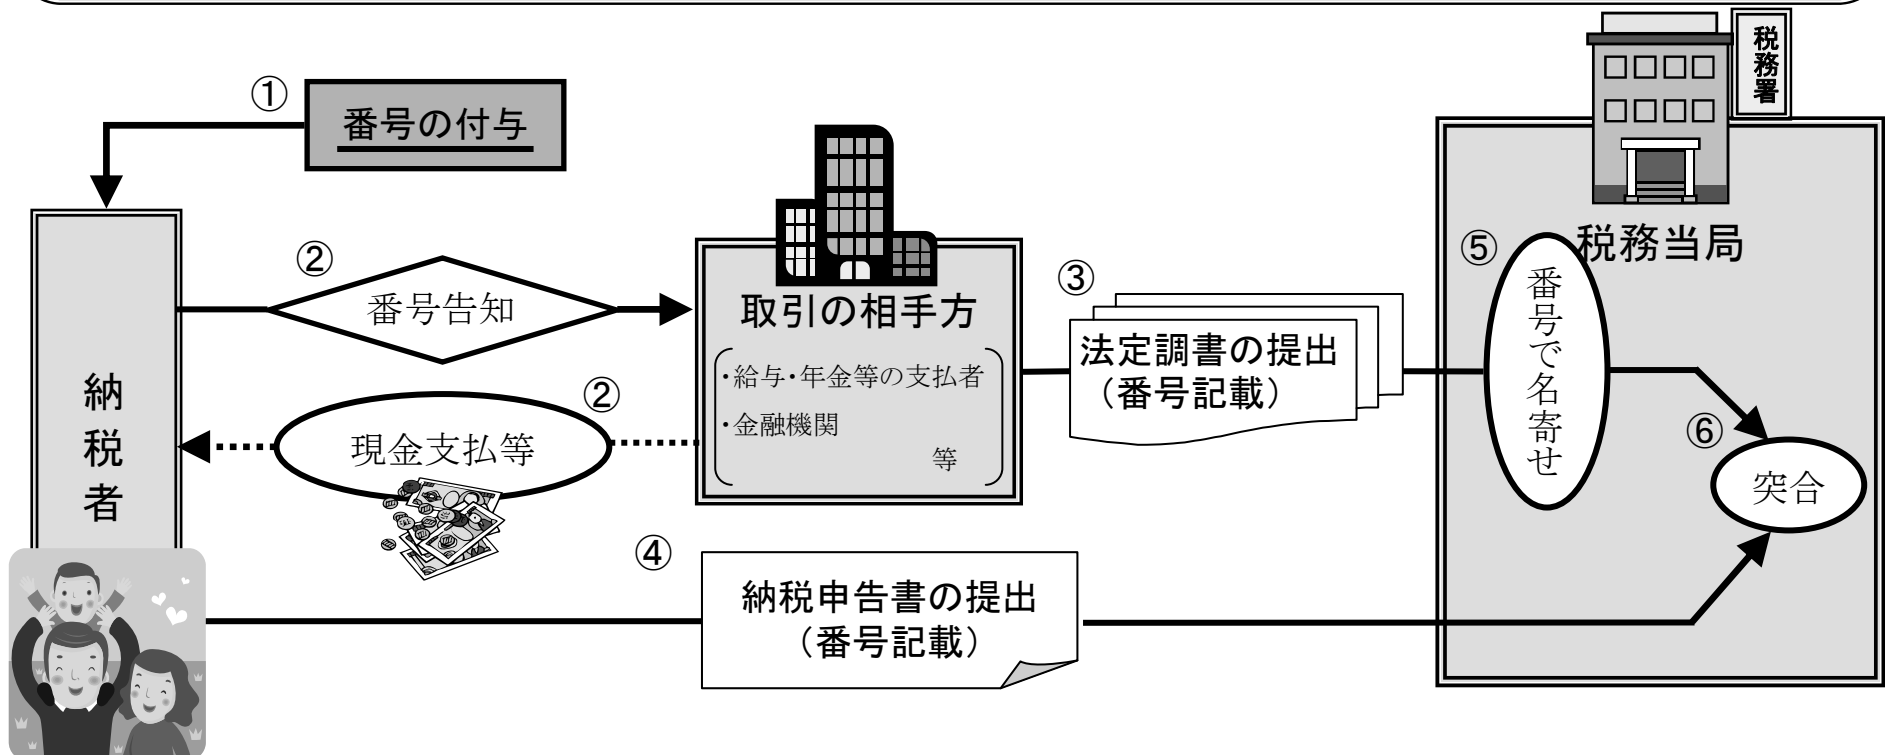 税務署
①
番号の付与
納税者
②
番号告知
②
現金支払等
取引の相手方
・給与・年金等の支払者
・金融機関
等
③
法定調書の提出
（番号記載）
④
納税申告書の提出
（番号記載）
税務当局
⑤
番号で名寄せ
⑥
突合